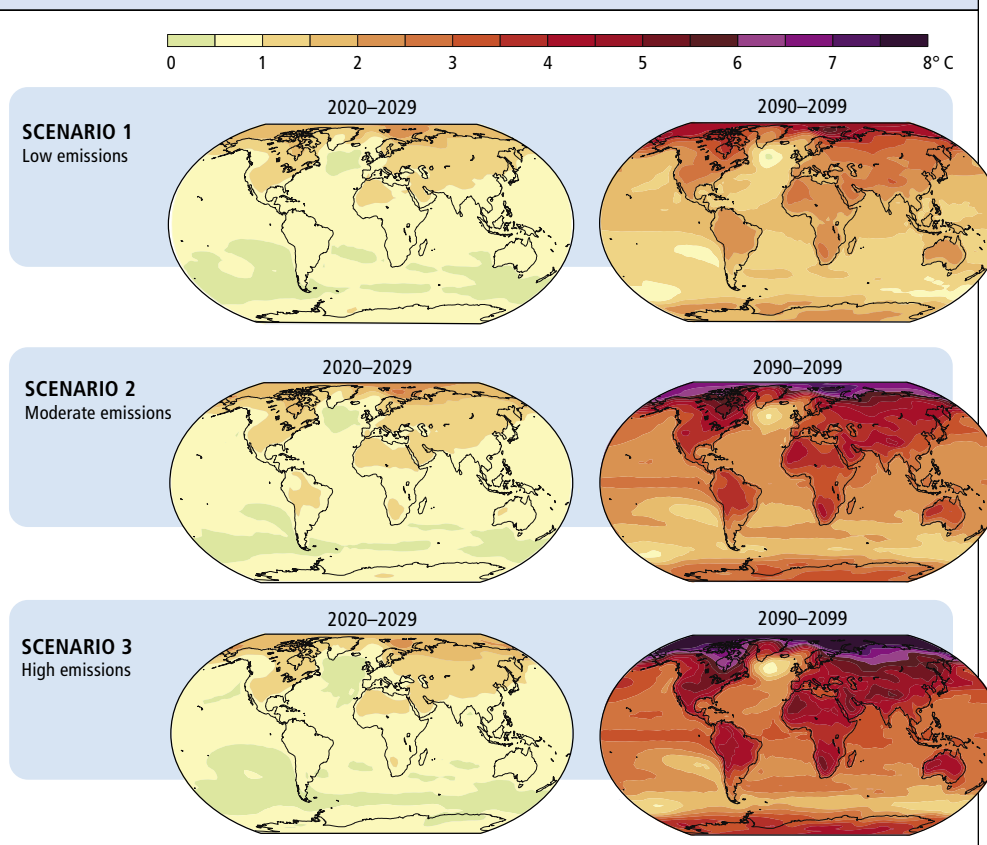 0 1 2 3 4 5 6 7 8° C
2020–2029 2090–2099
SCENARIO 1
Low emissions
2020–2029 2090–2099
SCENARIO 2
Moderate emissions
2020–2029 2090–2099
SCENARIO 3
High emissions